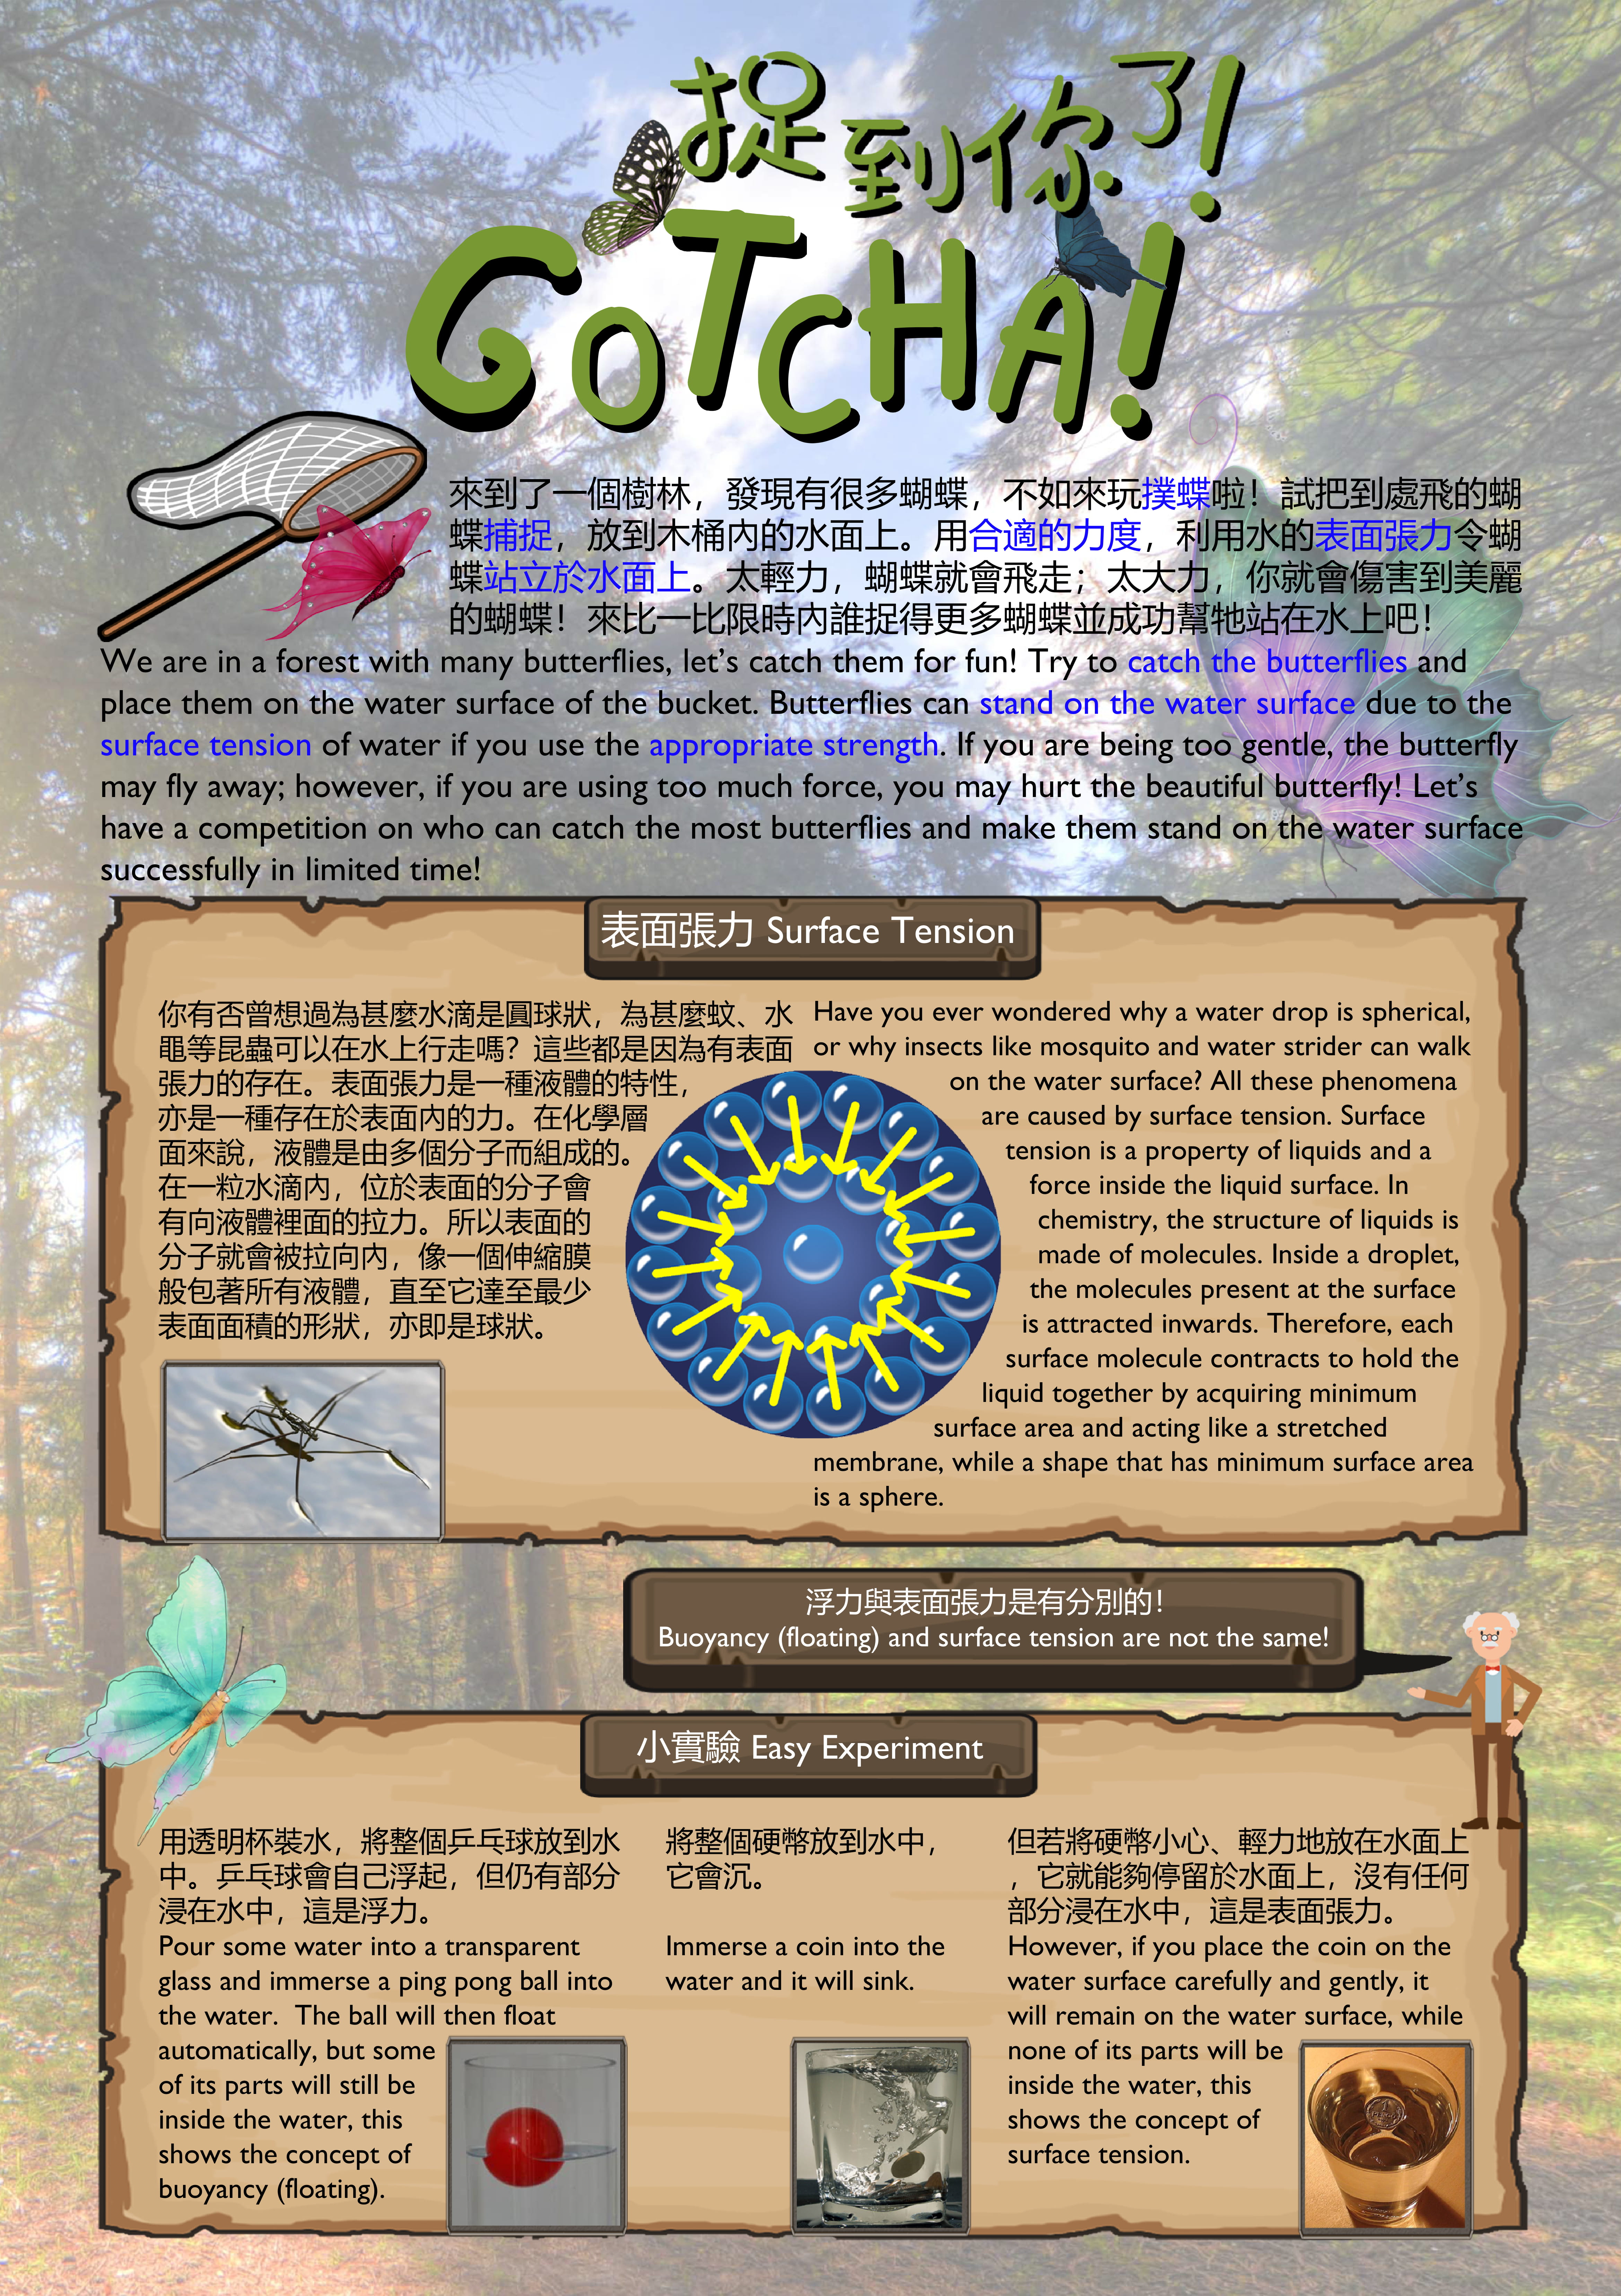 捉到你了！
GOTCHA!
來到了一個樹林，發現有很多蝴蝶，不如來玩撲蝶啦！試把到處飛的蝴
蝶捕捉，放到木桶內的水面上。用合適的力度，利用水的表面張力令蝴
蝶站立於水面上。太輕力，蝴蝶就會飛走；太大力，你就會傷害到美麗
的蝴蝶！來比一比限時內誰捉得更多蝴蝶並成功幫牠站在水上吧！
We are in a forest with many butterflies, let’s catch them for fun! Try to catch the butterflies and
place them on the water surface of the bucket. Butterflies can stand on the water surface due to the
surface tension of water if you use the appropriate strength. If you are being too gentle, the butterfly
may fly away; however, if you are using too much force, you may hurt the beautiful butterfly! Let’s
have a competition on who can catch the most butterflies and make them stand on the water surface
successfully in limited time!
表面張力 Surface Tension
你有否曾想過為甚麼水滴是圓球狀，為甚麼蚊、水
黽等昆蟲可以在水上行走嗎？這些都是因為有表面
張力的存在。表面張力是一種液體的特性，
亦是一種存在於表面內的力。在化學層
面來說，液體是由多個分子而組成的。
在一粒水滴內，位於表面的分子會
有向液體裡面的拉力。所以表面的
分子就會被拉向內，像一個伸縮膜
般包著所有液體，直至它達至最少
表面面積的形狀，亦即是球狀。
Have you ever wondered why a water drop is spherical,
or why insects like mosquito and water strider can walk
on the water surface? All these phenomena
are caused by surface tension. Surface
tension is a property of liquids and a
force inside the liquid surface. In
chemistry, the structure of liquids is
made of molecules. Inside a droplet,
the molecules present at the surface
is attracted inwards. Therefore, each
surface molecule contracts to hold the
liquid together by acquiring minimum
surface area and acting like a stretched
membrane, while a shape that has minimum surface area
is a sphere.
浮力與表面張力是有分別的！
Buoyancy (floating) and surface tension are not the same!
小實驗 Easy Experiment
用透明杯裝水，將整個乒乓球放到水
中。乒乓球會自己浮起，但仍有部分
浸在水中，這是浮力。
Pour some water into a transparent
glass and immerse a ping pong ball into
the water.  The ball will then float
automatically, but some
of its parts will still be
inside the water, this
shows the concept of
buoyancy (floating).
將整個硬幣放到水中，
它會沉。
Immerse a coin into the
water and it will sink.
但若將硬幣小心、輕力地放在水面上
，它就能夠停留於水面上，沒有任何
部分浸在水中，這是表面張力。
However, if you place the coin on the
water surface carefully and gently, it
will remain on the water surface, while
none of its parts will be
inside the water, this
shows the concept of
surface tension.